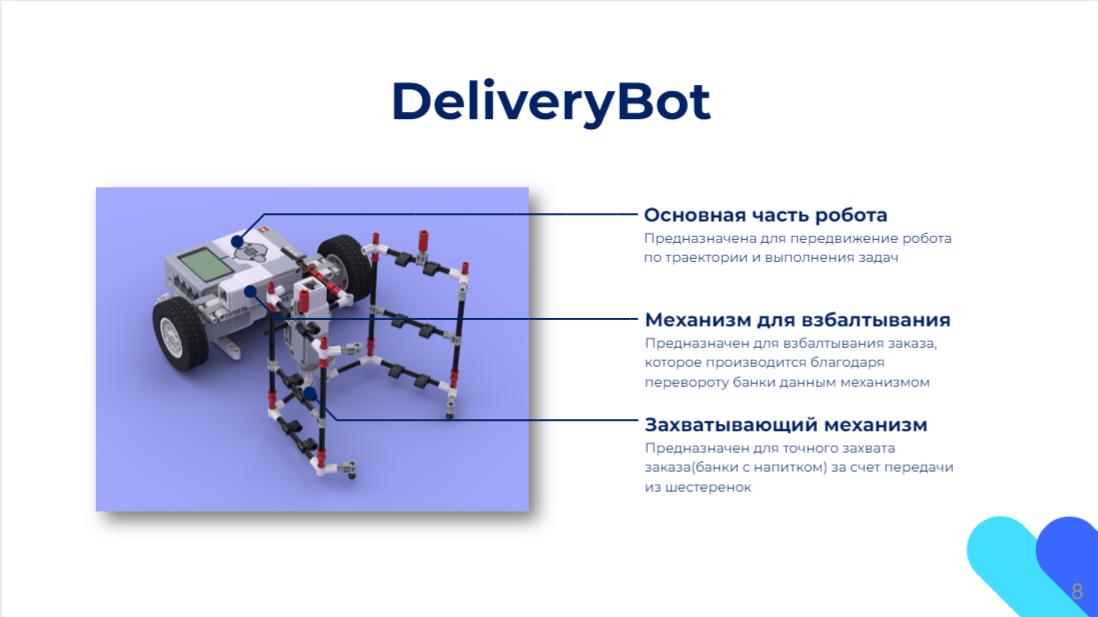 DeliveryBot
Основная часть робота
Предназначена для передвижение робота
по траектории и выполнения задач
Механизм для взбалтывания
Предназначен для взбалтывания заказа,
которое производится благодаря
перевороту банки данным механизмом
Захватывающий механизм
Предназначен для точного захвата
заказа(банки с напитком) за счет передачи
из шестеренок
8